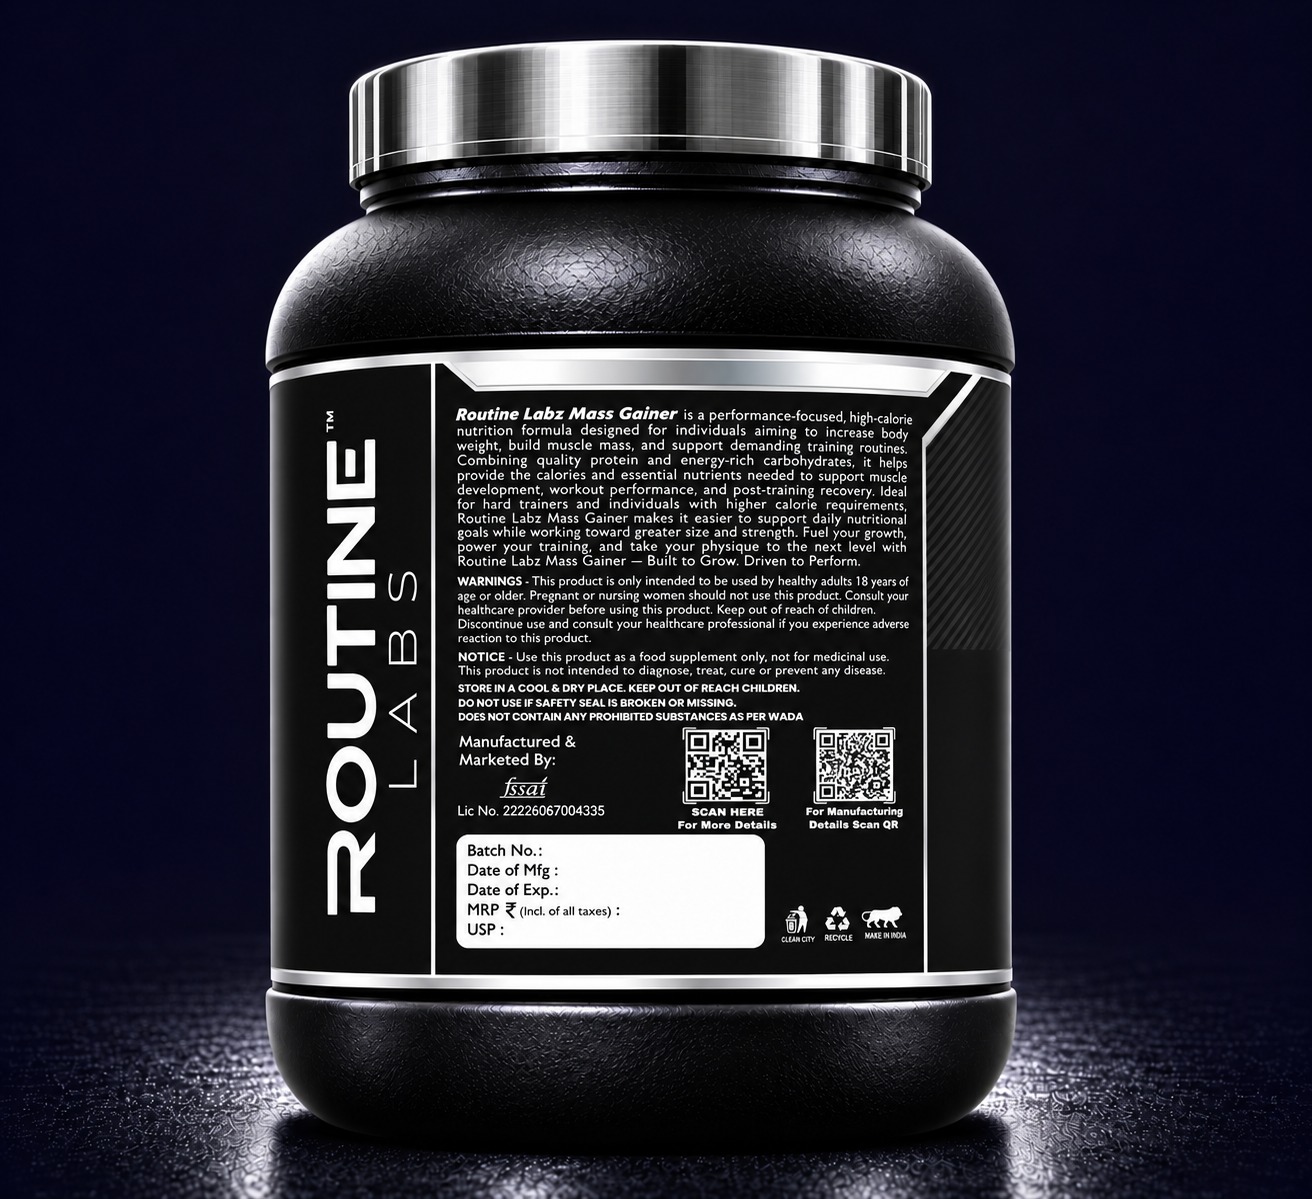 ROUTINE™
LABS
Routine Labz Mass Gainer is a performance-focused, high-calorie
nutrition formula designed for individuals aiming to increase body
weight, build muscle mass, and support demanding training routines.
Combining quality protein and energy-rich carbohydrates, it helps
provide the calories and essential nutrients needed to support muscle
development, workout performance, and post-training recovery. Ideal
for hard trainers and individuals with higher calorie requirements,
Routine Labz Mass Gainer makes it easier to support daily nutritional
goals while working toward greater size and strength. Fuel your growth,
power your training, and take your physique to the next level with
Routine Labz Mass Gainer — Built to Grow. Driven to Perform.
WARNINGS - This product is only intended to be used by healthy adults 18 years of
age or older. Pregnant or nursing women should not use this product. Consult your
healthcare provider before using this product. Keep out of reach of children.
Discontinue use and consult your healthcare professional if you experience adverse
reaction to this product.
NOTICE - Use this product as a food supplement only, not for medicinal use.
This product is not intended to diagnose, treat, cure or prevent any disease.
STORE IN A COOL & DRY PLACE. KEEP OUT OF REACH CHILDREN.
DO NOT USE IF SAFETY SEAL IS BROKEN OR MISSING.
DOES NOT CONTAIN ANY PROHIBITED SUBSTANCES AS PER WADA
Manufactured &
Marketed By:
fssai
Lic No. 22226067004335
SCAN HERE
For More Details
For Manufacturing
Details Scan QR
Batch No.:
Date of Mfg :
Date of Exp.:
MRP ₹ (Incl. of all taxes) :
USP :
CLEAN CITY
RECYCLE
MAKE IN INDIA